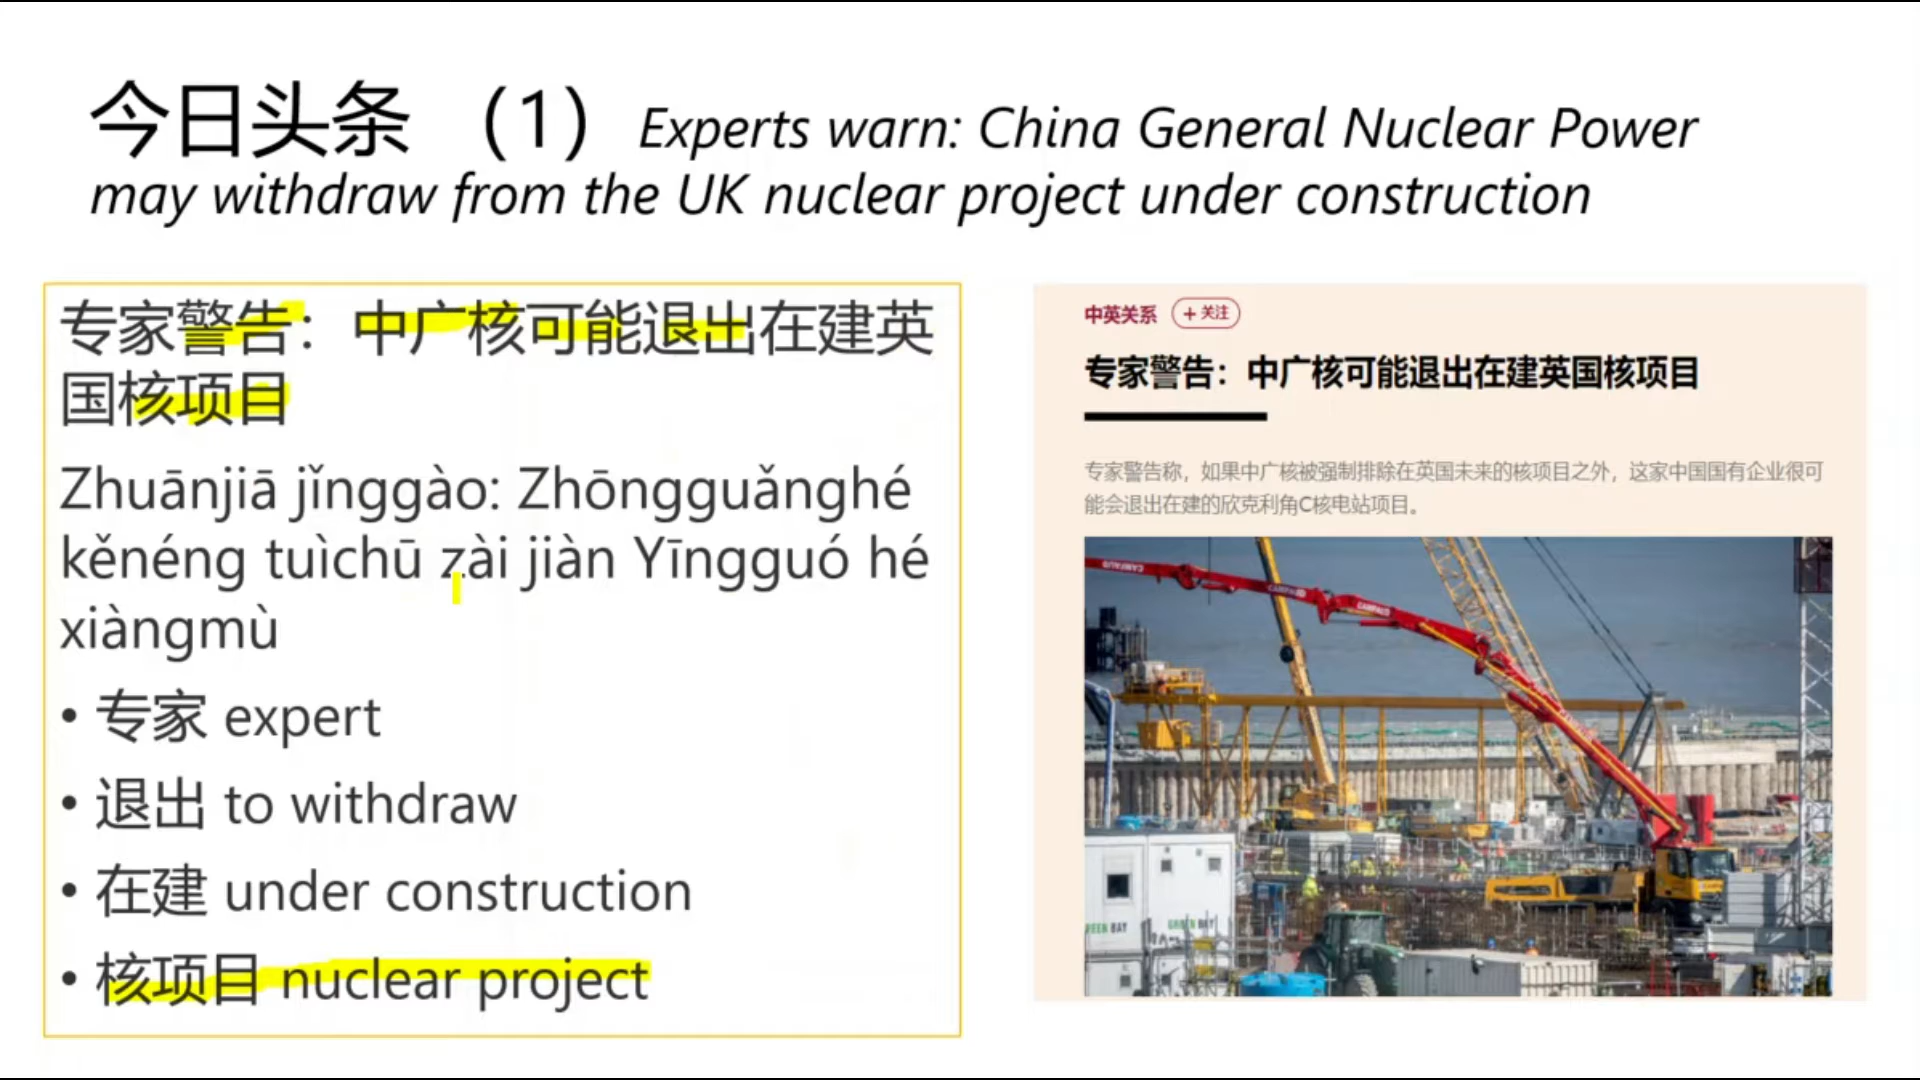 今日头条 （1） Experts warn: China General Nuclear Power
may withdraw from the UK nuclear project under construction
专家警告：中广核可能退出在建英
国核项目
Zhuānjiā jǐnggào: Zhōngguǎnghé
kěnéng tuìchū zài jiàn Yīngguó hé
xiàngmù
• 专家 expert
• 退出 to withdraw
• 在建 under construction
• 核项目 nuclear project
中英关系 + 关注
专家警告：中广核可能退出在建英国核项目
专家警告称，如果中广核被强制排除在英国未来的核项目之外，这家中国国有企业很可
能会退出在建的欣克利角C核电站项目。
CAMFAUD
CAMFAUD
CAMFAUD
GREEN BAY